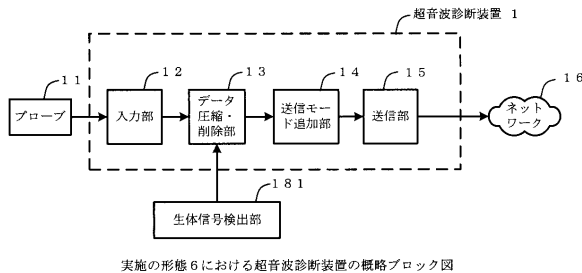 超音波診断装置 1
11
12
13
14
15
16
プローブ
入力部
データ
圧縮・
削除部
送信モー
ド追加部
送信部
ネット
ワーク
181
生体信号検出部
実施の形態6における超音波診断装置の概略ブロック図